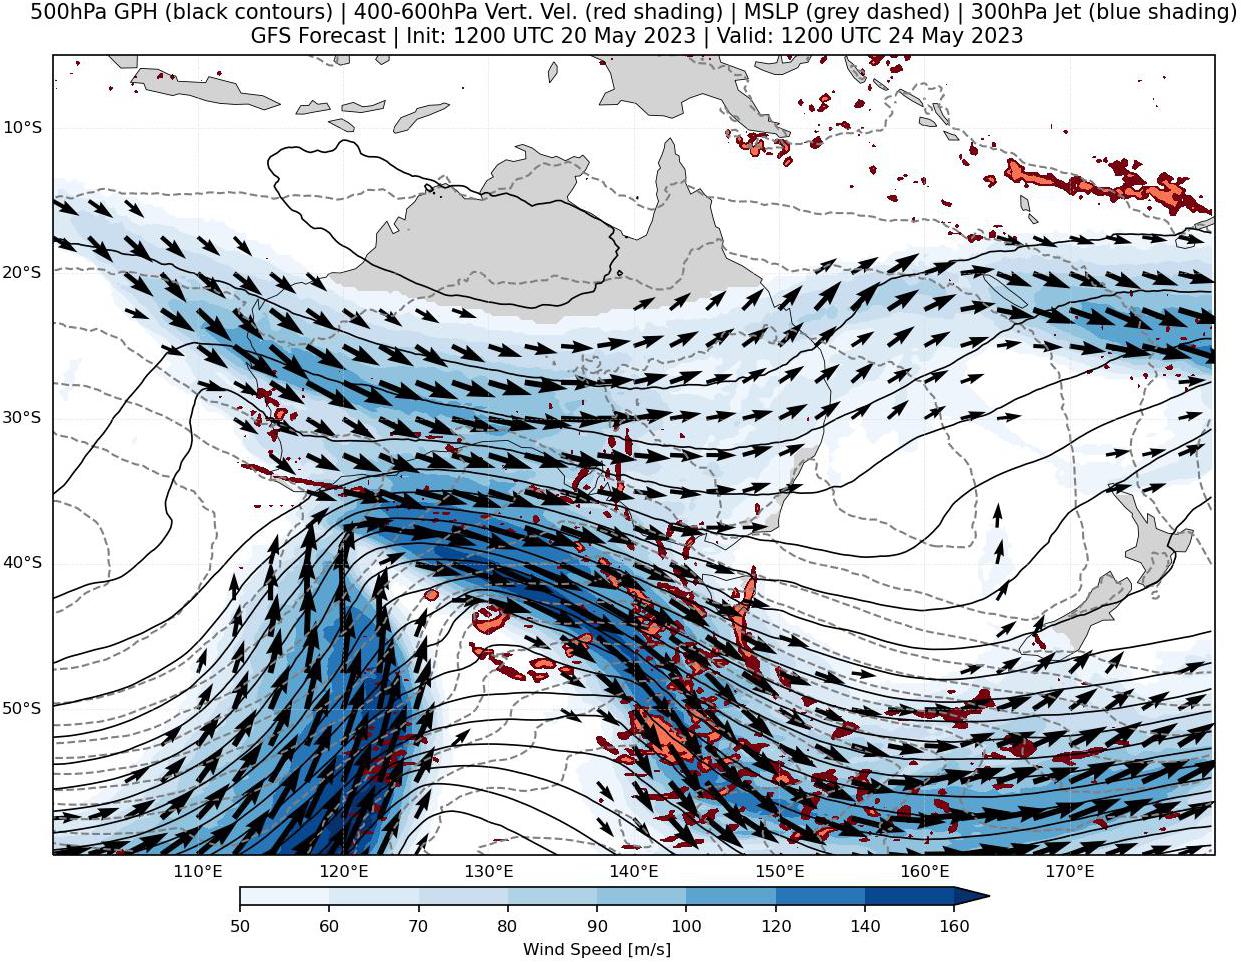 500hPa GPH (black contours) | 400-600hPa Vert. Vel. (red shading) | MSLP (grey dashed) | 300hPa Jet (blue shading)
GFS Forecast | Init: 1200 UTC 20 May 2023 | Valid: 1200 UTC 24 May 2023
10°S
20°S
30°S
40°S
50°S
110°E 120°E 130°E 140°E 150°E 160°E 170°E
50 60 70 80 90 100 120 140 160
Wind Speed [m/s]